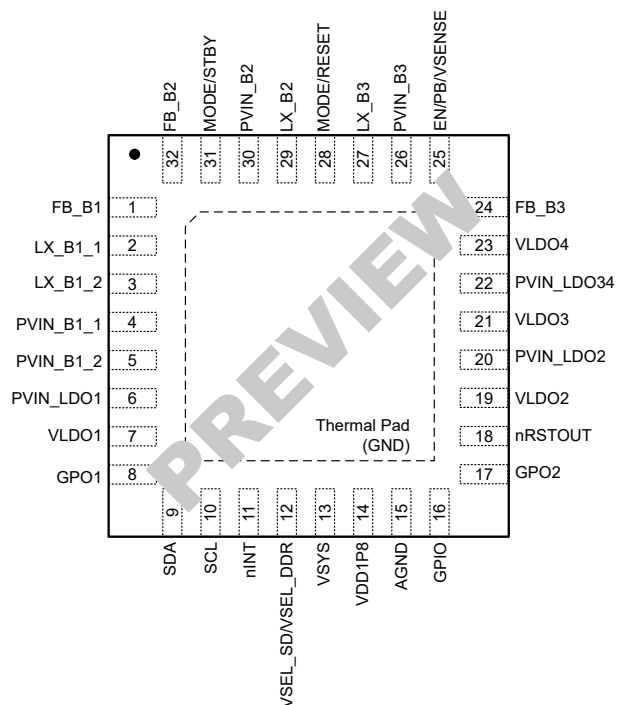 FB_B2
MODE/STBY
PVIN_B2
LX_B2
MODE/RESET
LX_B3
PVIN_B3
EN/PB/VSENSE
32
31
30
29
28
27
26
25
FB_B1 1
LX_B1_1 2
LX_B1_2 3
PVIN_B1_1 4
PVIN_B1_2 5
PVIN_LDO1 6
VLDO1 7
GPO1 8
24 FB_B3
23 VLDO4
22 PVIN_LDO34
21 VLDO3
20 PVIN_LDO2
19 VLDO2
18 nRSTOUT
17 GPO2
PREVIEW
Thermal Pad
(GND)
9
10
11
12
13
14
15
16
SDA
SCL
nINT
VSEL_SD/VSEL_DDR
VSYS
VDD1P8
AGND
GPIO